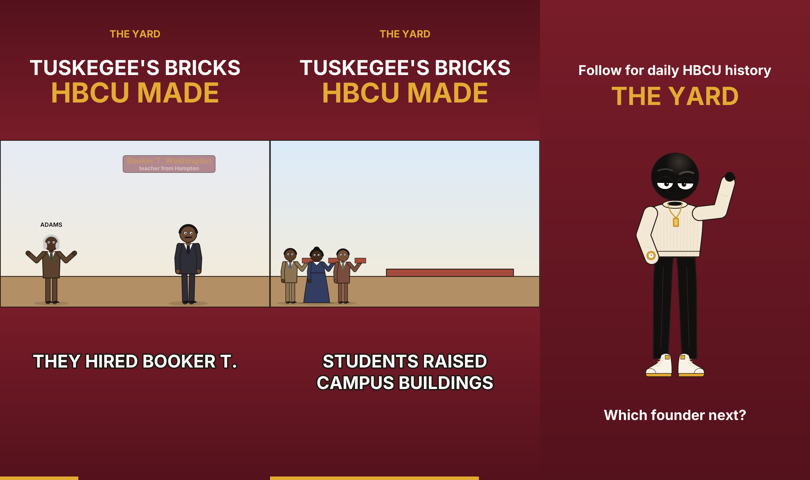 THE YARD
TUSKEGEE'S BRICKS
HBCU MADE
Booker T. Washington
teacher from Hampton
ADAMS
THEY HIRED BOOKER T.
THE YARD
TUSKEGEE'S BRICKS
HBCU MADE
STUDENTS RAISED
CAMPUS BUILDINGS
Follow for daily HBCU history
THE YARD
Which founder next?